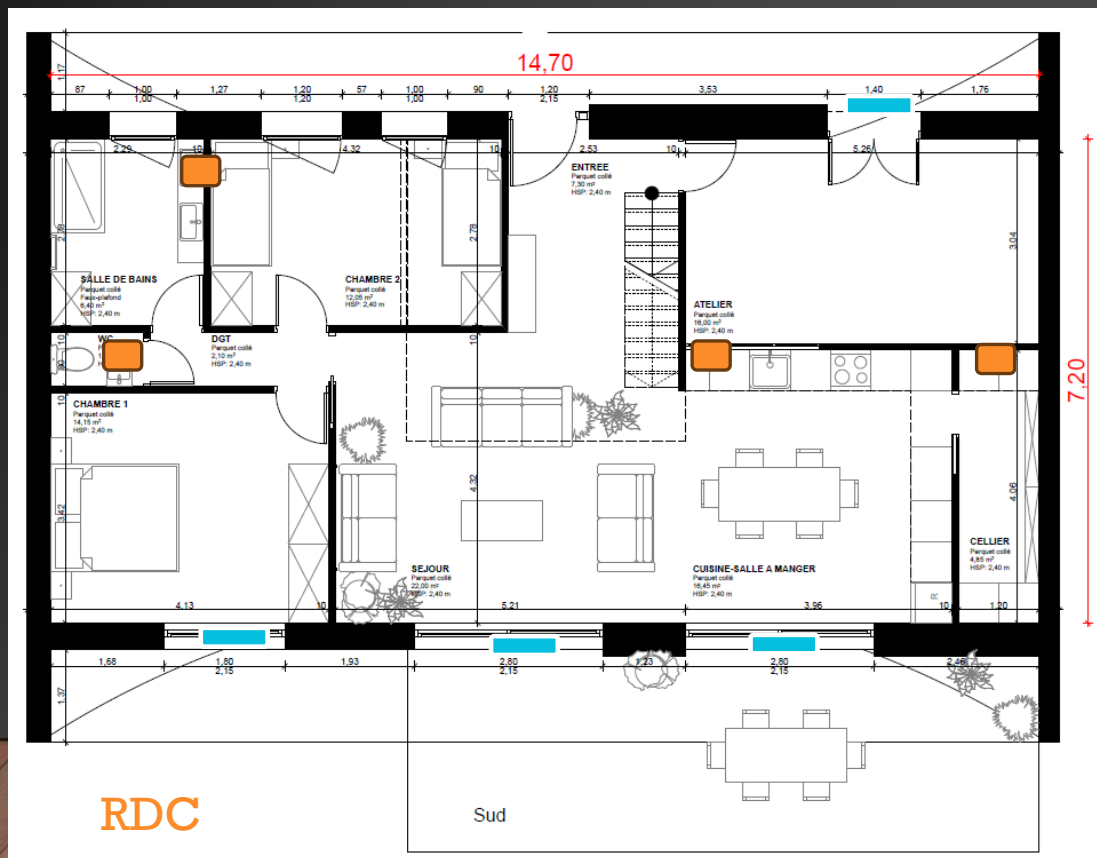 14,70
1,17
87
1,00
1,00
1,27
1,20
1,20
57
1,00
1,00
90
1,20
2,15
3,53
1,40
1,76
2,29
10
4,32
10
2,53
10
5,26
ENTREE
Parquet collé
7,30 m²
HSP: 2,40 m
2,78
2,78
3,04
SALLE DE BAINS
Parquet collé
Faux-plafond
6,40 m²
HSP: 2,40 m
CHAMBRE 2
Parquet collé
12,05 m²
HSP: 2,40 m
ATELIER
Parquet collé
16,00 m²
HSP: 2,40 m
10
WC
90
DGT
Parquet collé
2,10 m²
HSP: 2,40 m
10
10
7,20
10
CHAMBRE 1
Parquet collé
14,15 m²
HSP: 2,40 m
3,42
4,32
4,06
CELLIER
Parquet collé
4,85 m²
HSP: 2,40 m
SEJOUR
Parquet collé
22,00 m²
HSP: 2,40 m
CUISINE-SALLE A MANGER
Parquet collé
16,45 m²
HSP: 2,40 m
R
4,13
10
5,21
3,96
10
1,20
1,68
1,80
2,15
1,93
2,80
2,15
1,23
2,80
2,15
2,46
1,37
RDC
Sud